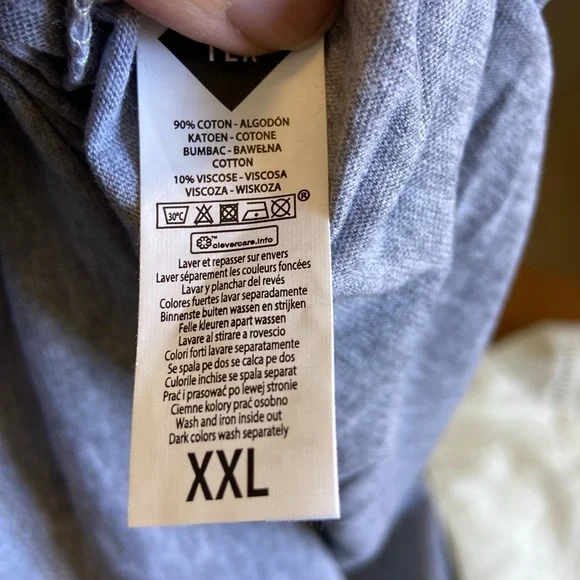 TEX
90% COTON - ALGODÓN
KATOEN - COTONE
BUMBAC - BAWEŁNA
COTTON
10% VISCOSE - VISCOSA
VISCOZA - WISKOZA
30°C ®
™ clevercare.info
Laver et repasser sur envers
Laver séparement les couleurs foncées
Lavar y planchar del revés
Colores fuertes lavar separadamente
Binnenste buiten wassen en strijken
Felle kleuren apart wassen
Lavare al stirare a rovescio
Colori forti lavare separatamente
Se spala pe dos se calca pe dos
Culorile inchise se spala separat
Prać i prasować po lewej stronie
Ciemne kolory prać osobno
Wash and iron inside out
Dark colors wash separately
XXL